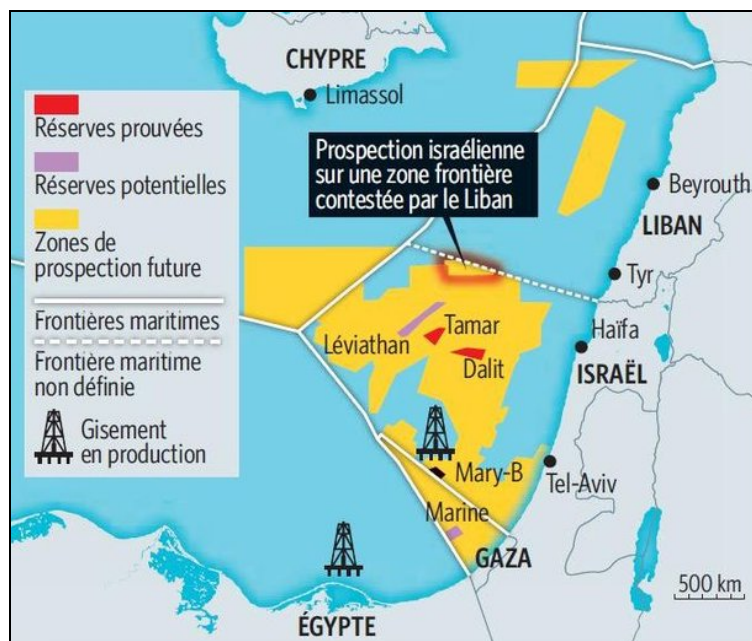 CHYPRE
Limassol
Réserves prouvées
Réserves potentielles
Zones de
prospection future
Frontières maritimes
Frontière maritime
non définie
Gisement
en production
Prospection israélienne
sur une zone frontière
contestée par le Liban
Beyrouth
LIBAN
Tyr
Haïfa
ISRAËL
Tamar
Léviathan
Dalit
Mary-B
Tel-Aviv
Marine
GAZA
500 km
ÉGYPTE